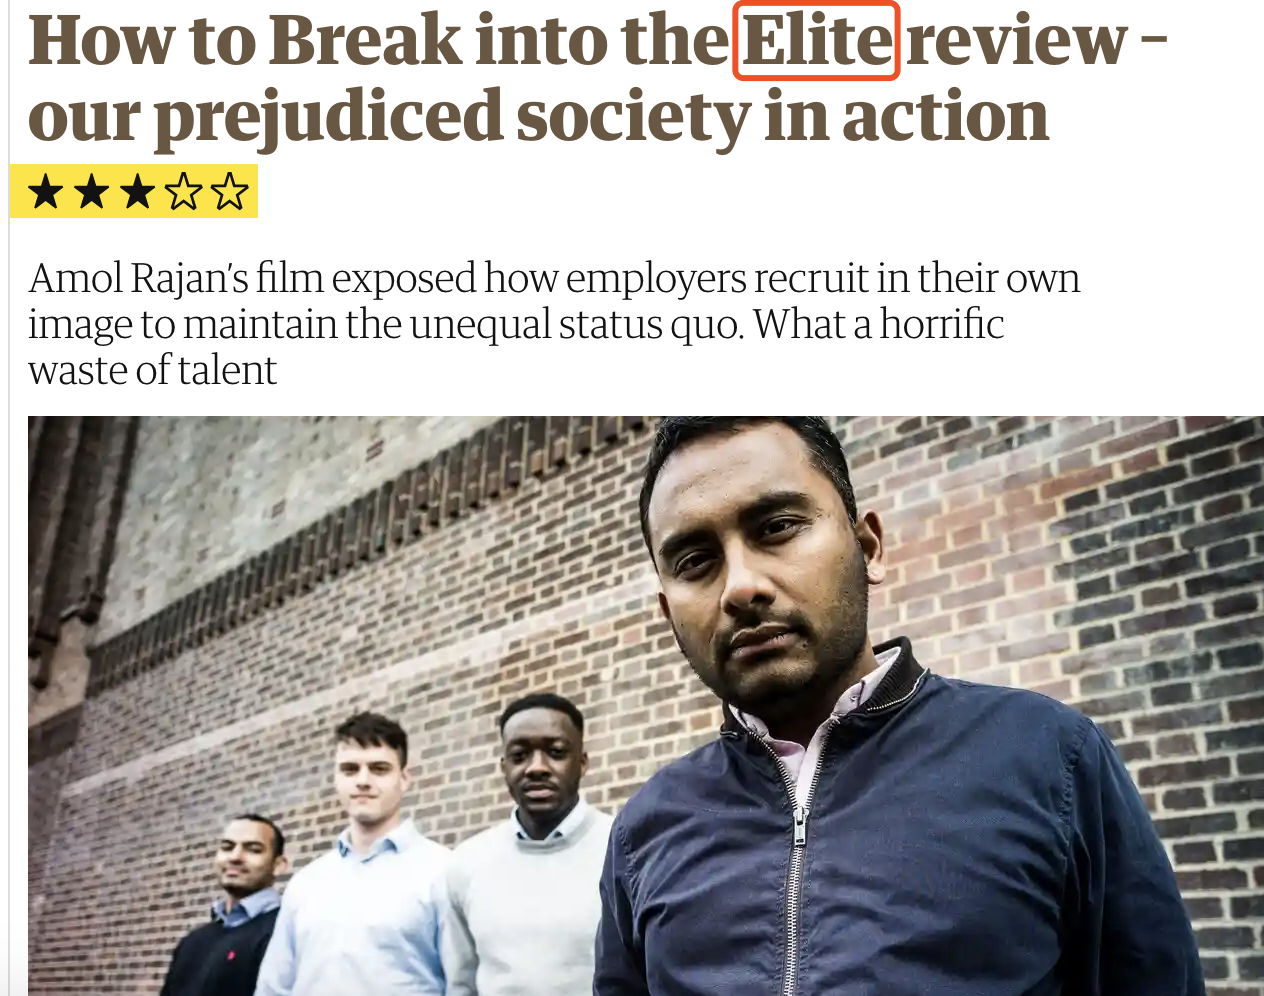 How to Break into the Elite review –
our prejudiced society in action
Amol Rajan’s film exposed how employers recruit in their own
image to maintain the unequal status quo. What a horrific
waste of talent